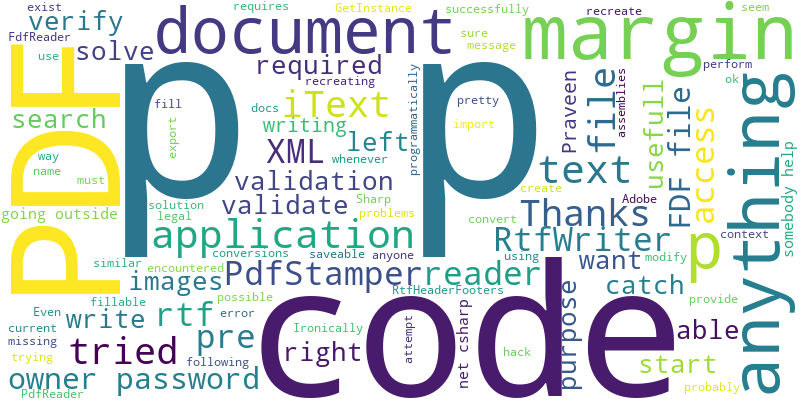 exist
requires
GetInstance
successfully
recreate
seem
verify
document
margin
FdfReader
sure
message
use
solve
required
recreating
perform
ok
PDF
p p
programmatically
Praveen
file
assemblies
docs
fill
iText
pretty
search
export
writing
left
import
usefull
FDF file
access
anything
XML
whenever
text
way
validation
name
must
create
somebody help
solution
validate
Sharp
Adobe
going outside
legal
problems
Thanks
convert
application
RtfWriter
p
context
conversions
saveable
anyone
want
modify
similar
encountered
using
images
PdfStamper
reader
catch
provide
fillable
possible
RtfHeaderFooters
purpose
Even
write
rtf
error
code
current
pre
Ironically
able
missing
tried
right
attempt
hack
net csharp
trying
following
start
owner password
probably
PdfReader